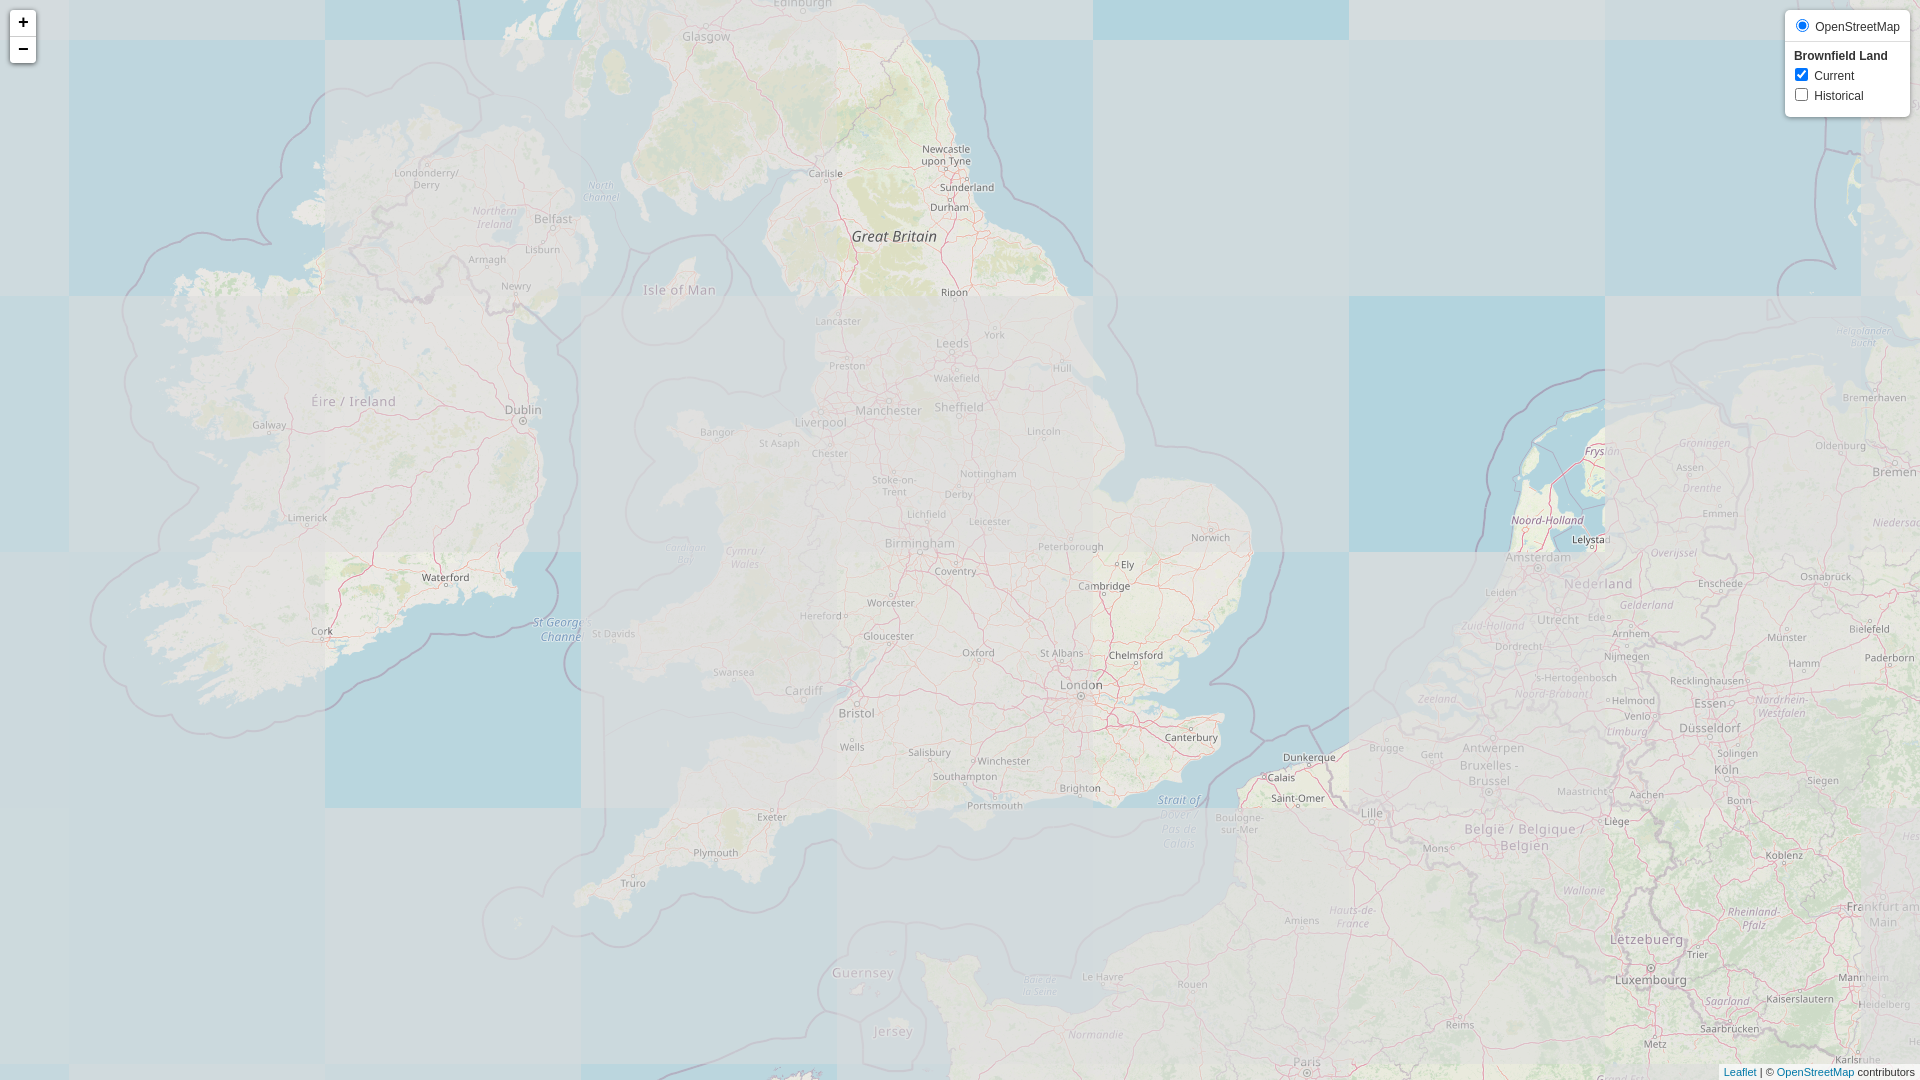 +
−
OpenStreetMap
Brownfield Land
Current
Historical
Edinburgh
Glasgow
Newcastle
upon Tyne
Londonderry/
Derry
Carlisle
North
Channel
Sunderland
Durham
Northern
Ireland
Belfast
Great Britain
Lisburn
Armagh
Newry
Isle of Man
Ripon
Lancaster
York
Helgoländer
Bucht
Leeds
Preston
Hull
Wakefield
Bremerhaven
Éire / Ireland
Dublin
Manchester
Sheffield
Galway
Liverpool
Bangor
Lincoln
St Asaph
Chester
Groningen
Oldenburg
Fryslân
Assen
Bremen
Nottingham
Stoke-on-
Trent
Derby
Drenthe
Limerick
Lichfield
Leicester
Noord-Holland
Emmen
Niedersac
Norwich
Birmingham
Peterborough
Lelystad
Cardigan
Bay
Cymru /
Wales
Amsterdam
Overijssel
Ely
Coventry
Waterford
Cambridge
Nederland
Enschede
Osnabrück
Leiden
Worcester
Hereford
Gelderland
Utrecht
Ede
St George
Channel
Cork
St Davids
Gloucester
Zuid-Holland
Arnhem
Münster
Bielefeld
Dordrecht
Oxford
St Albans
Chelmsford
Nijmegen
Hamm
Paderborn
Swansea
's-Hertogenbosch
Recklinghausen
London
Cardiff
Noord-Brabant
Zeeland
Helmond
Essen
Nordrhein-
Westfalen
Bristol
Venlo
Düsseldorf
Limburg
Canterbury
Wells
Salisbury
Brugge
Gent
Antwerpen
Solingen
Dunkerque
Winchester
Bruxelles -
Brussel
Köln
Calais
Southampton
Siegen
Brighton
Maastricht
Aachen
Saint-Omer
Strait of
Dover /
Pas de
Calais
Portsmouth
Bonn
Exeter
Boulogne-
sur-Mer
Lille
Liège
België / Belgique /
Belgien
Plymouth
Mons
Koblenz
Truro
Wallonie
Hauts-de-
France
Amiens
Rheinland-
Pfalz
Frankfurt am
Main
Lëtzebuerg
Trier
Guernsey
Luxembourg
Le Havre
Baie de
la Seine
Rouen
Mannheim
Saarland
Kaiserslautern
Heidelberg
Jersey
Normandie
Reims
Saarbrücken
Metz
Paris
Karlsruhe
Grand Est
Leaflet | © OpenStreetMap contributors